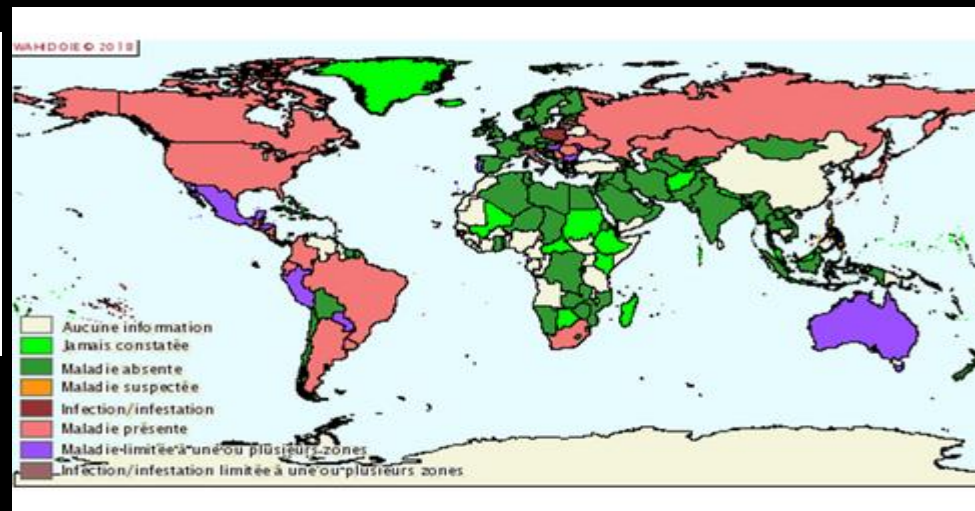 WAHID OIE © 2018
Aucune information
Jamais constatée
Maladie absente
Maladie suspectée
Infection/infestation
Maladie présente
Maladie limitée à une ou plusieurs zones
Infection/infestation limitée à une ou plusieurs zones